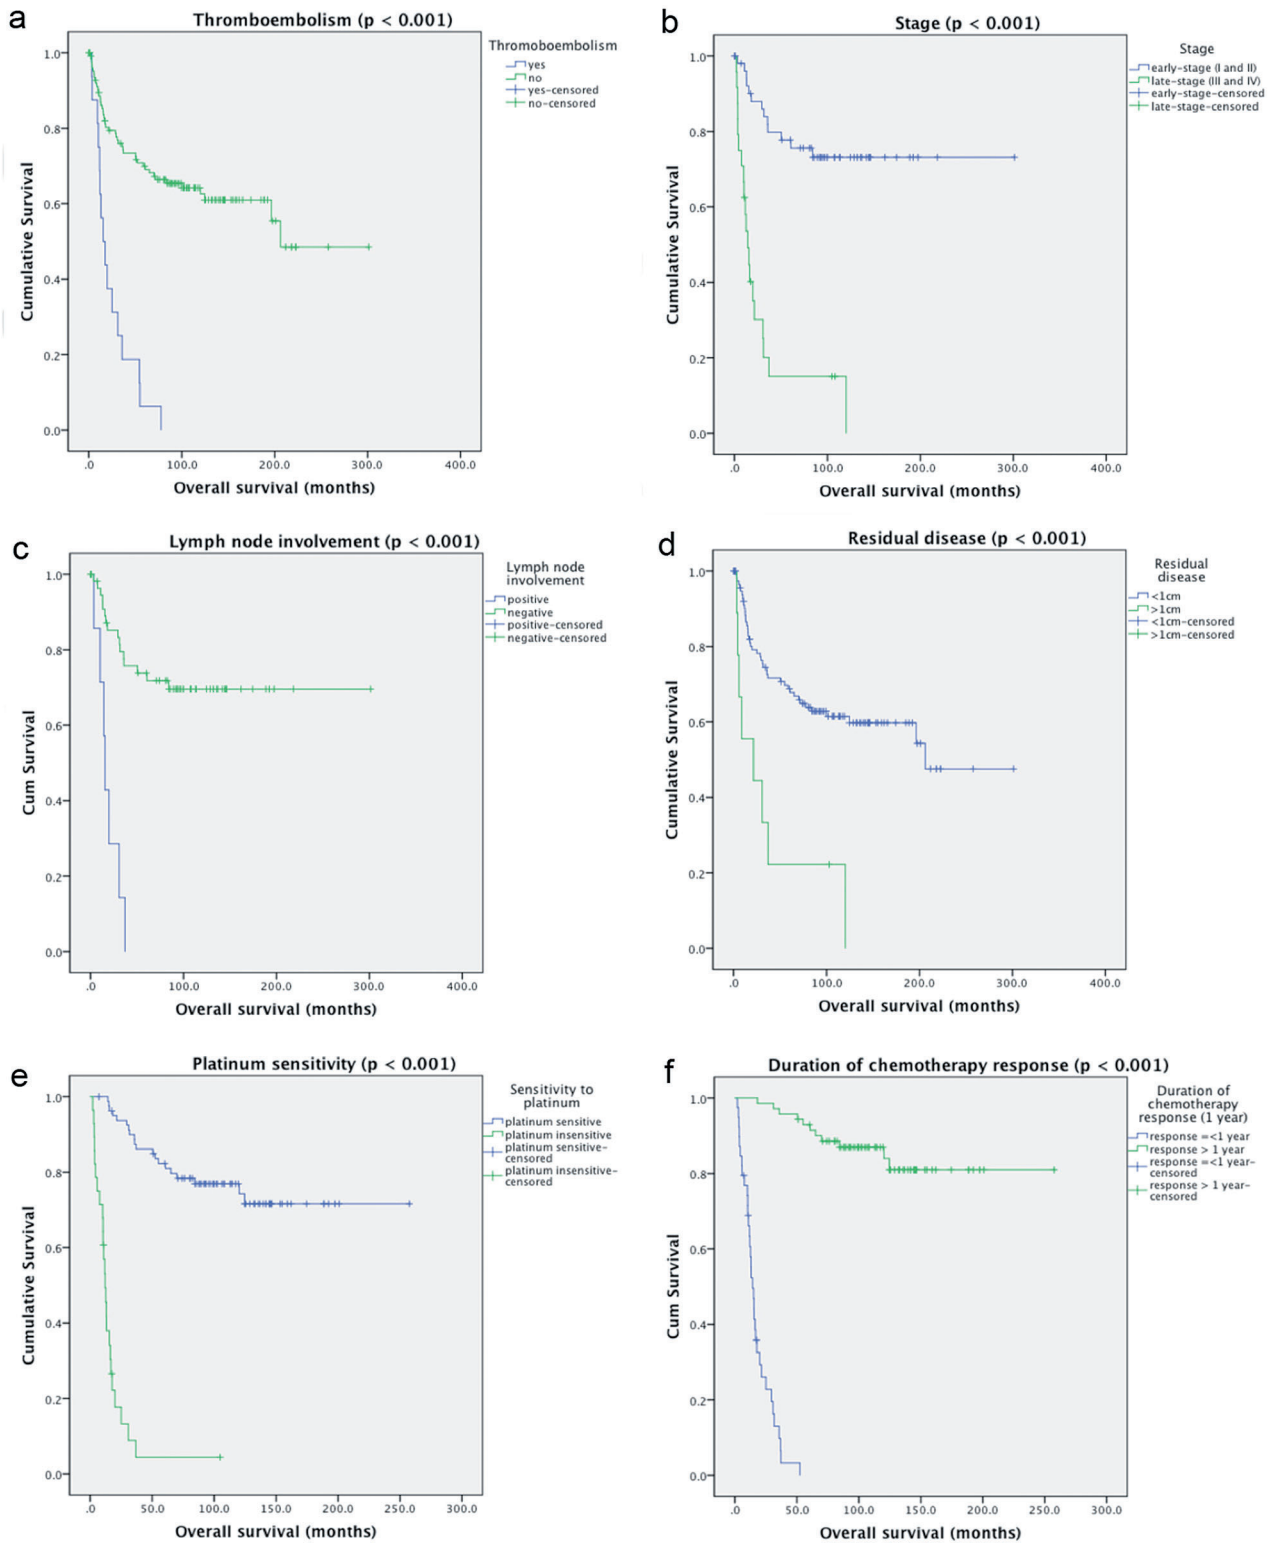 a
Thromboembolism (p < 0.001)
Thromoboembolism
yes
no
yes-censored
no-censored
Cumulative Survival
1.0
0.8
0.6
0.4
0.2
0.0
.0 100.0 200.0 300.0 400.0
Overall survival (months)
b
Stage (p < 0.001)
Stage
early-stage (I and II)
late-stage (III and IV)
early-stage-censored
late-stage-censored
Cumulative Survival
1.0
0.8
0.6
0.4
0.2
0.0
.0 100.0 200.0 300.0 400.0
Overall survival (months)
c
Lymph node involvement (p < 0.001)
Lymph node
involvement
positive
negative
positive-censored
negative-censored
Cum Survival
1.0
0.8
0.6
0.4
0.2
0.0
.0 100.0 200.0 300.0 400.0
Overall survival (months)
d
Residual disease (p < 0.001)
Residual
disease
<1cm
>1cm
<1cm-censored
>1cm-censored
Cumulative Survival
1.0
0.8
0.6
0.4
0.2
0.0
.0 100.0 200.0 300.0 400.0
Overall survival (months)
e
Platinum sensitivity (p < 0.001)
Sensitivity to
platinum
platinum sensitive
platinum insensitive
platinum sensitive-
censored
platinum insensitive-
censored
Cumulative Survival
1.0
0.8
0.6
0.4
0.2
0.0
.0 50.0 100.0 150.0 200.0 250.0 300.0
Overall survival (months)
f
Duration of chemotherapy response (p < 0.001)
Duration of
chemotherapy
response (1 year)
response =<1 year
response > 1 year
response =<1 year-
censored
response > 1 year-
censored
Cum Survival
1.0
0.8
0.6
0.4
0.2
0.0
.0 50.0 100.0 150.0 200.0 250.0 300.0
Overall survival (months)